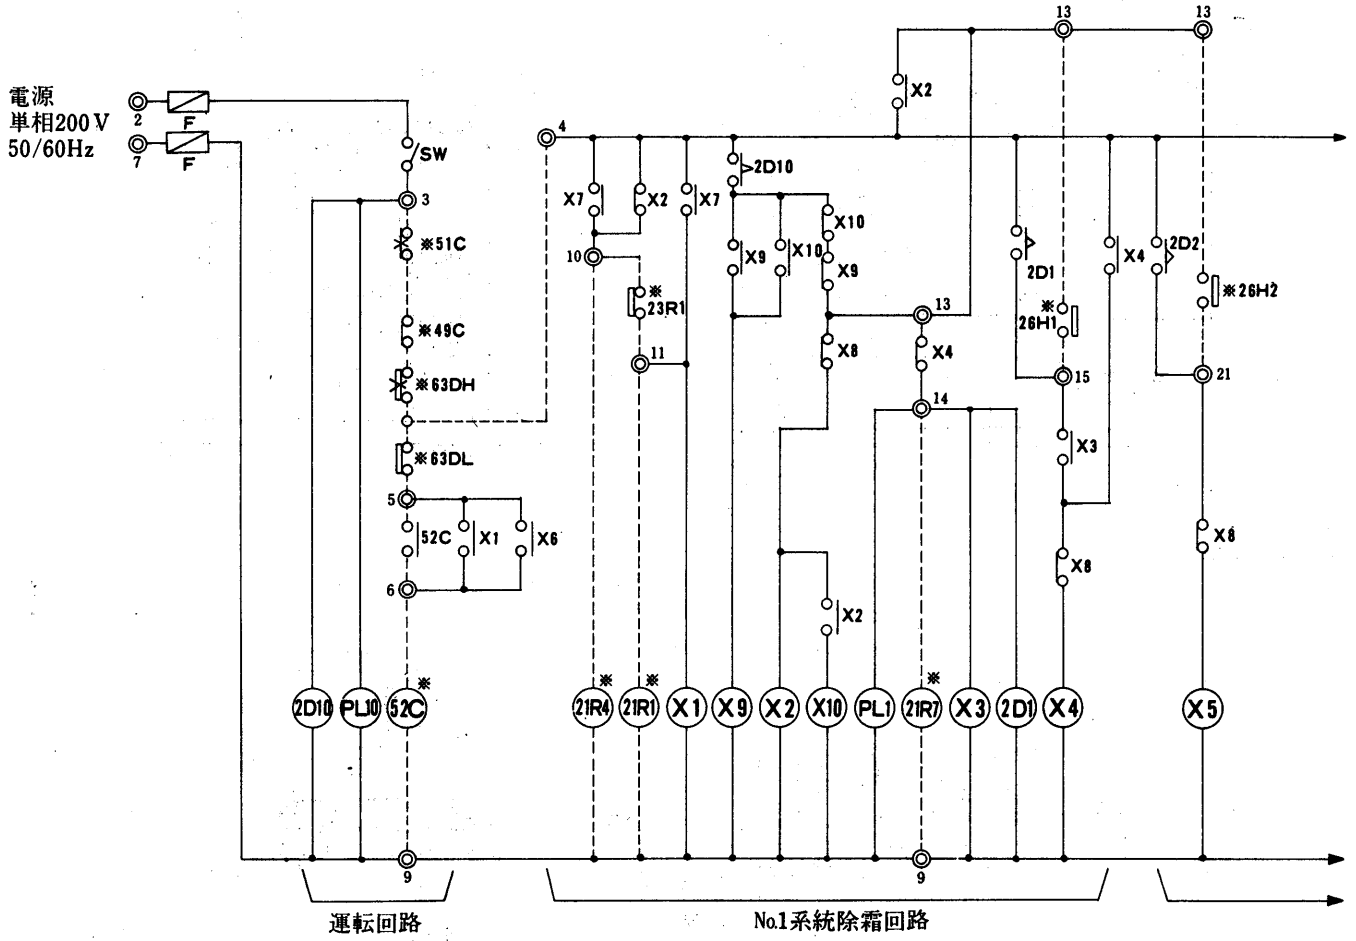 13
13
X2
電源
単相200V
50/60Hz
2
F
7
F
4
SW
3
※51C
※49C
※63DH
※63DL
5
52C
X1
X6
6
X7
X2
X7
2D10
X9
X10
X10
X9
10
※
23R1
11
X8
13
X4
14
2D1
※
26H1
15
X3
X4
X8
2D2
※26H2
21
X8
X2
2D10
PL10
※
52C
※
21R4
※
21R1
X1
X9
X2
X10
PL1
※
21R7
X3
2D1
X4
X5
9
9
運転回路
No.1系統除霜回路